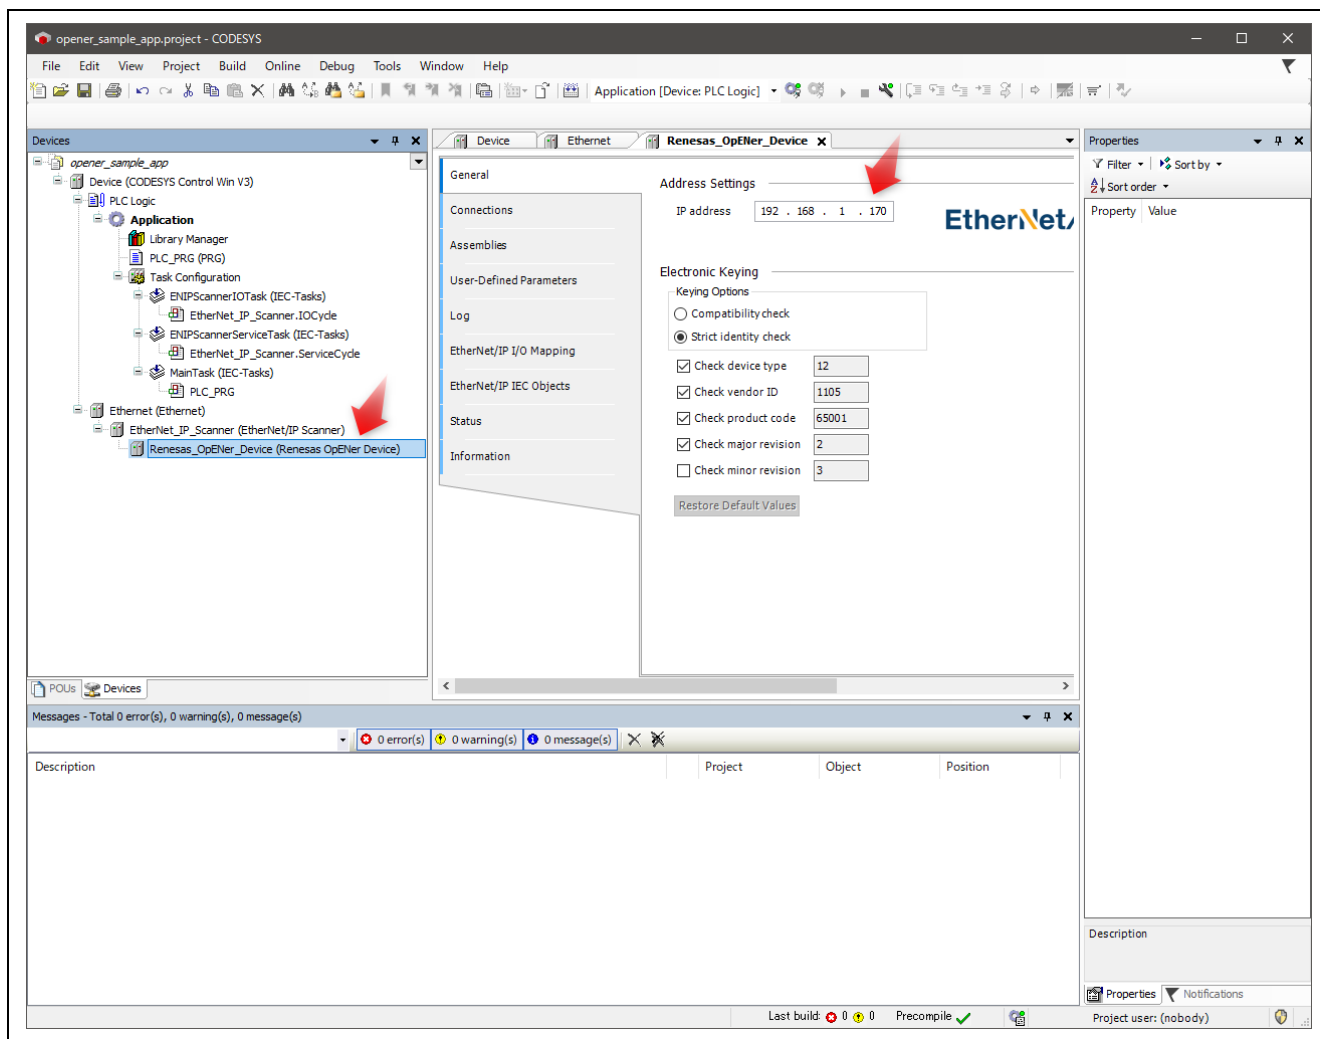 opener_sample_app.project - CODESYS
File Edit View Project Build Online Debug Tools Window Help
Application [Device: PLC Logic]
Devices
opener_sample_app
Device (CODESYS Control Win V3)
PLC Logic
Application
Library Manager
PLC_PRG (PRG)
Task Configuration
ENIPScannerIOTask (IEC-Tasks)
EtherNet_IP_Scanner.IOCycle
ENIPScannerServiceTask (IEC-Tasks)
EtherNet_IP_Scanner.ServiceCycle
MainTask (IEC-Tasks)
PLC_PRG
Ethernet (Ethernet)
EtherNet_IP_Scanner (EtherNet/IP Scanner)
Renesas_OpENer_Device (Renesas OpENer Device)
POUs Devices
Device Ethernet Renesas_OpENer_Device
General
Connections
Assemblies
User-Defined Parameters
Log
EtherNet/IP I/O Mapping
EtherNet/IP IEC Objects
Status
Information
Address Settings
IP address 192 . 168 . 1 . 170
EtherNet/
Electronic Keying
Keying Options
Compatibility check
Strict identity check
Check device type 12
Check vendor ID 1105
Check product code 65001
Check major revision 2
Check minor revision 3
Restore Default Values
Properties
Filter Sort by
Sort order
Property Value
Description
Properties Notifications
Messages - Total 0 error(s), 0 warning(s), 0 message(s)
0 error(s) 0 warning(s) 0 message(s)
Description Project Object Position
Last build: 0 0 Precompile Project user: (nobody)